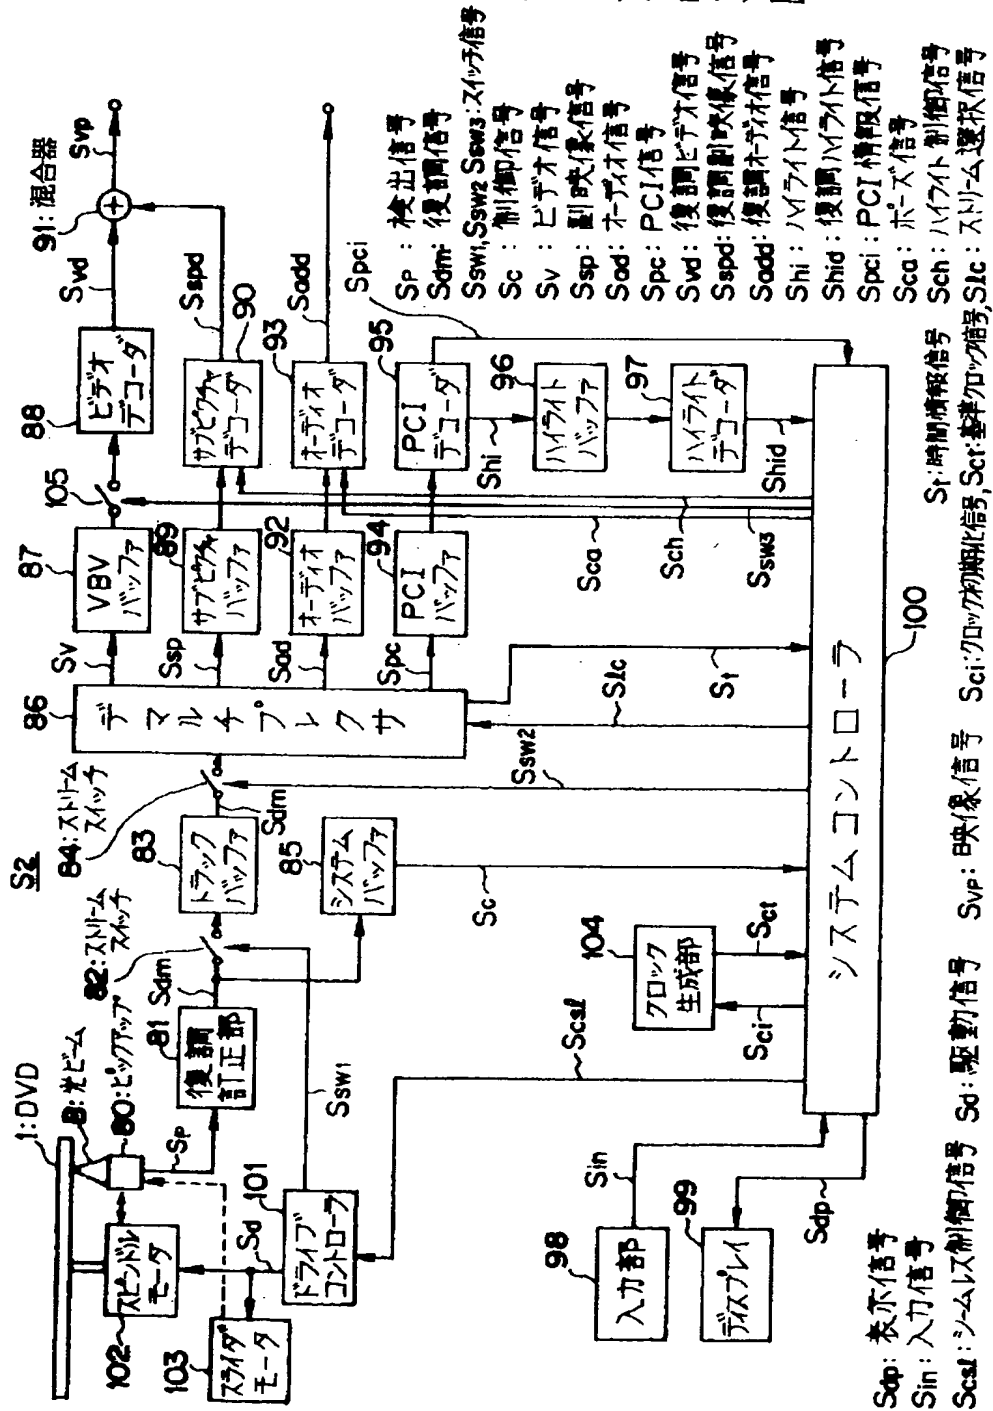 S2
1:DVD
8:光ビーム
80:ピックアップ
82:ストリーム
スイッチ
84:ストリーム
スイッチ
86
87
105
88
91:混合器
スピンドル
モータ
102
スライダ
モータ
103
Sp
81
復調
訂正部
Sdm
83
トラック
バッファ
Sdm
85
システム
バッファ
デマルチプレクサ
Sv
VBV
バッファ
ビデオ
デコーダ
Svd
Svp
Ssp
89
サブピクチャ
バッファ
サブピクチャ
デコーダ
90
Sspd
Sad
92
オーディオ
バッファ
オーディオ
デコーダ
93
Sadd
Spc
94
PCI
バッファ
PCI
デコーダ
95
Spci
Shi
ハイライト
バッファ
96
ハイライト
デコーダ
97
Shid
Sd
101
ドライブ
コントローラ
Ssw1
Scsl
Sc
Ssw2
Slc
St
Sca
Sch
Ssw3
104
クロック
生成部
Sci
Sct
98
入力部
Sin
99
ディスプレイ
Sdp
システムコントローラ
100
Sp : 検出信号
Sdm: 復調信号
Ssw1,Ssw2 Ssw3:スイッチ信号
Sc : 制御信号
Sv : ビデオ信号
Ssp: 副映像信号
Sad: オーディオ信号
Spc: PCI信号
Svd: 復調ビデオ信号
Sspd: 復調副映像信号
Sadd: 復調オーディオ信号
Shi : ハイライト信号
Shid: 復調ハイライト信号
Spci: PCI情報信号
Sca: ポーズ信号
Sch: ハイライト制御信号
St:時間情報信号
Sdp: 表示信号
Sin: 入力信号
Sd: 駆動信号
Svp: 映像信号
Sci:クロック初期化信号,Sct:基準クロック信号,Slc: ストリーム選択信号
Scsl: シームレス制御信号